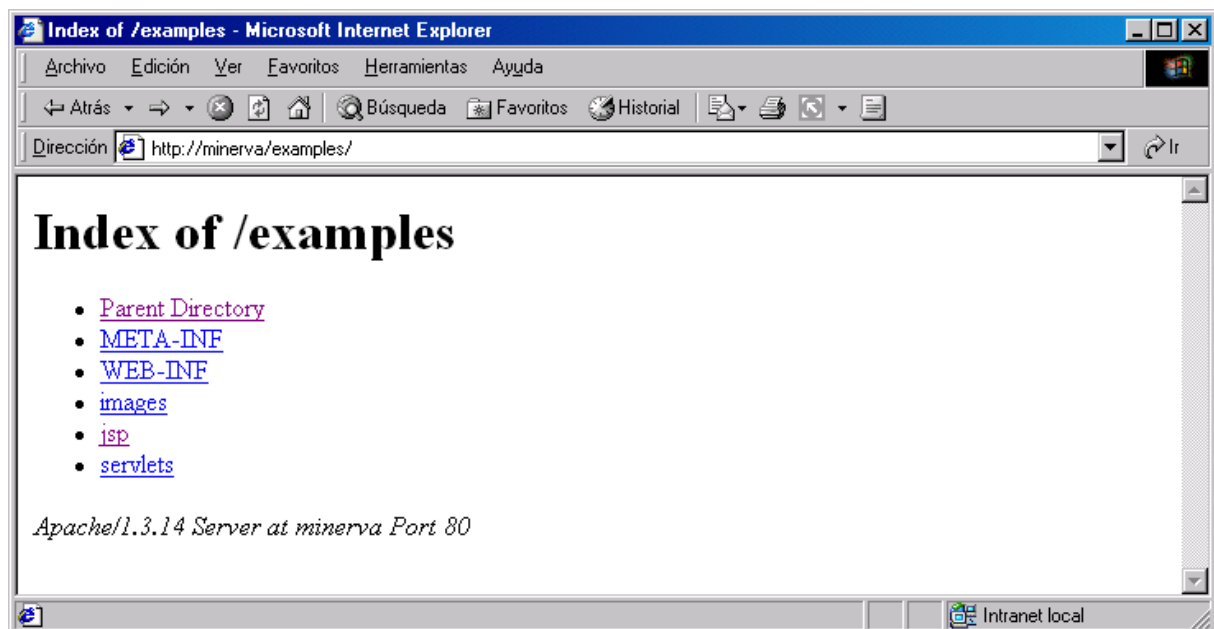 Index of /examples - Microsoft Internet Explorer
Archivo Edición Ver Favoritos Herramientas Ayuda
Atrás Búsqueda Favoritos Historial
Dirección http://minerva/examples/ Ir
Index of /examples
Parent Directory
META-INF
WEB-INF
images
jsp
servlets
Apache/1.3.14 Server at minerva Port 80
Intranet local